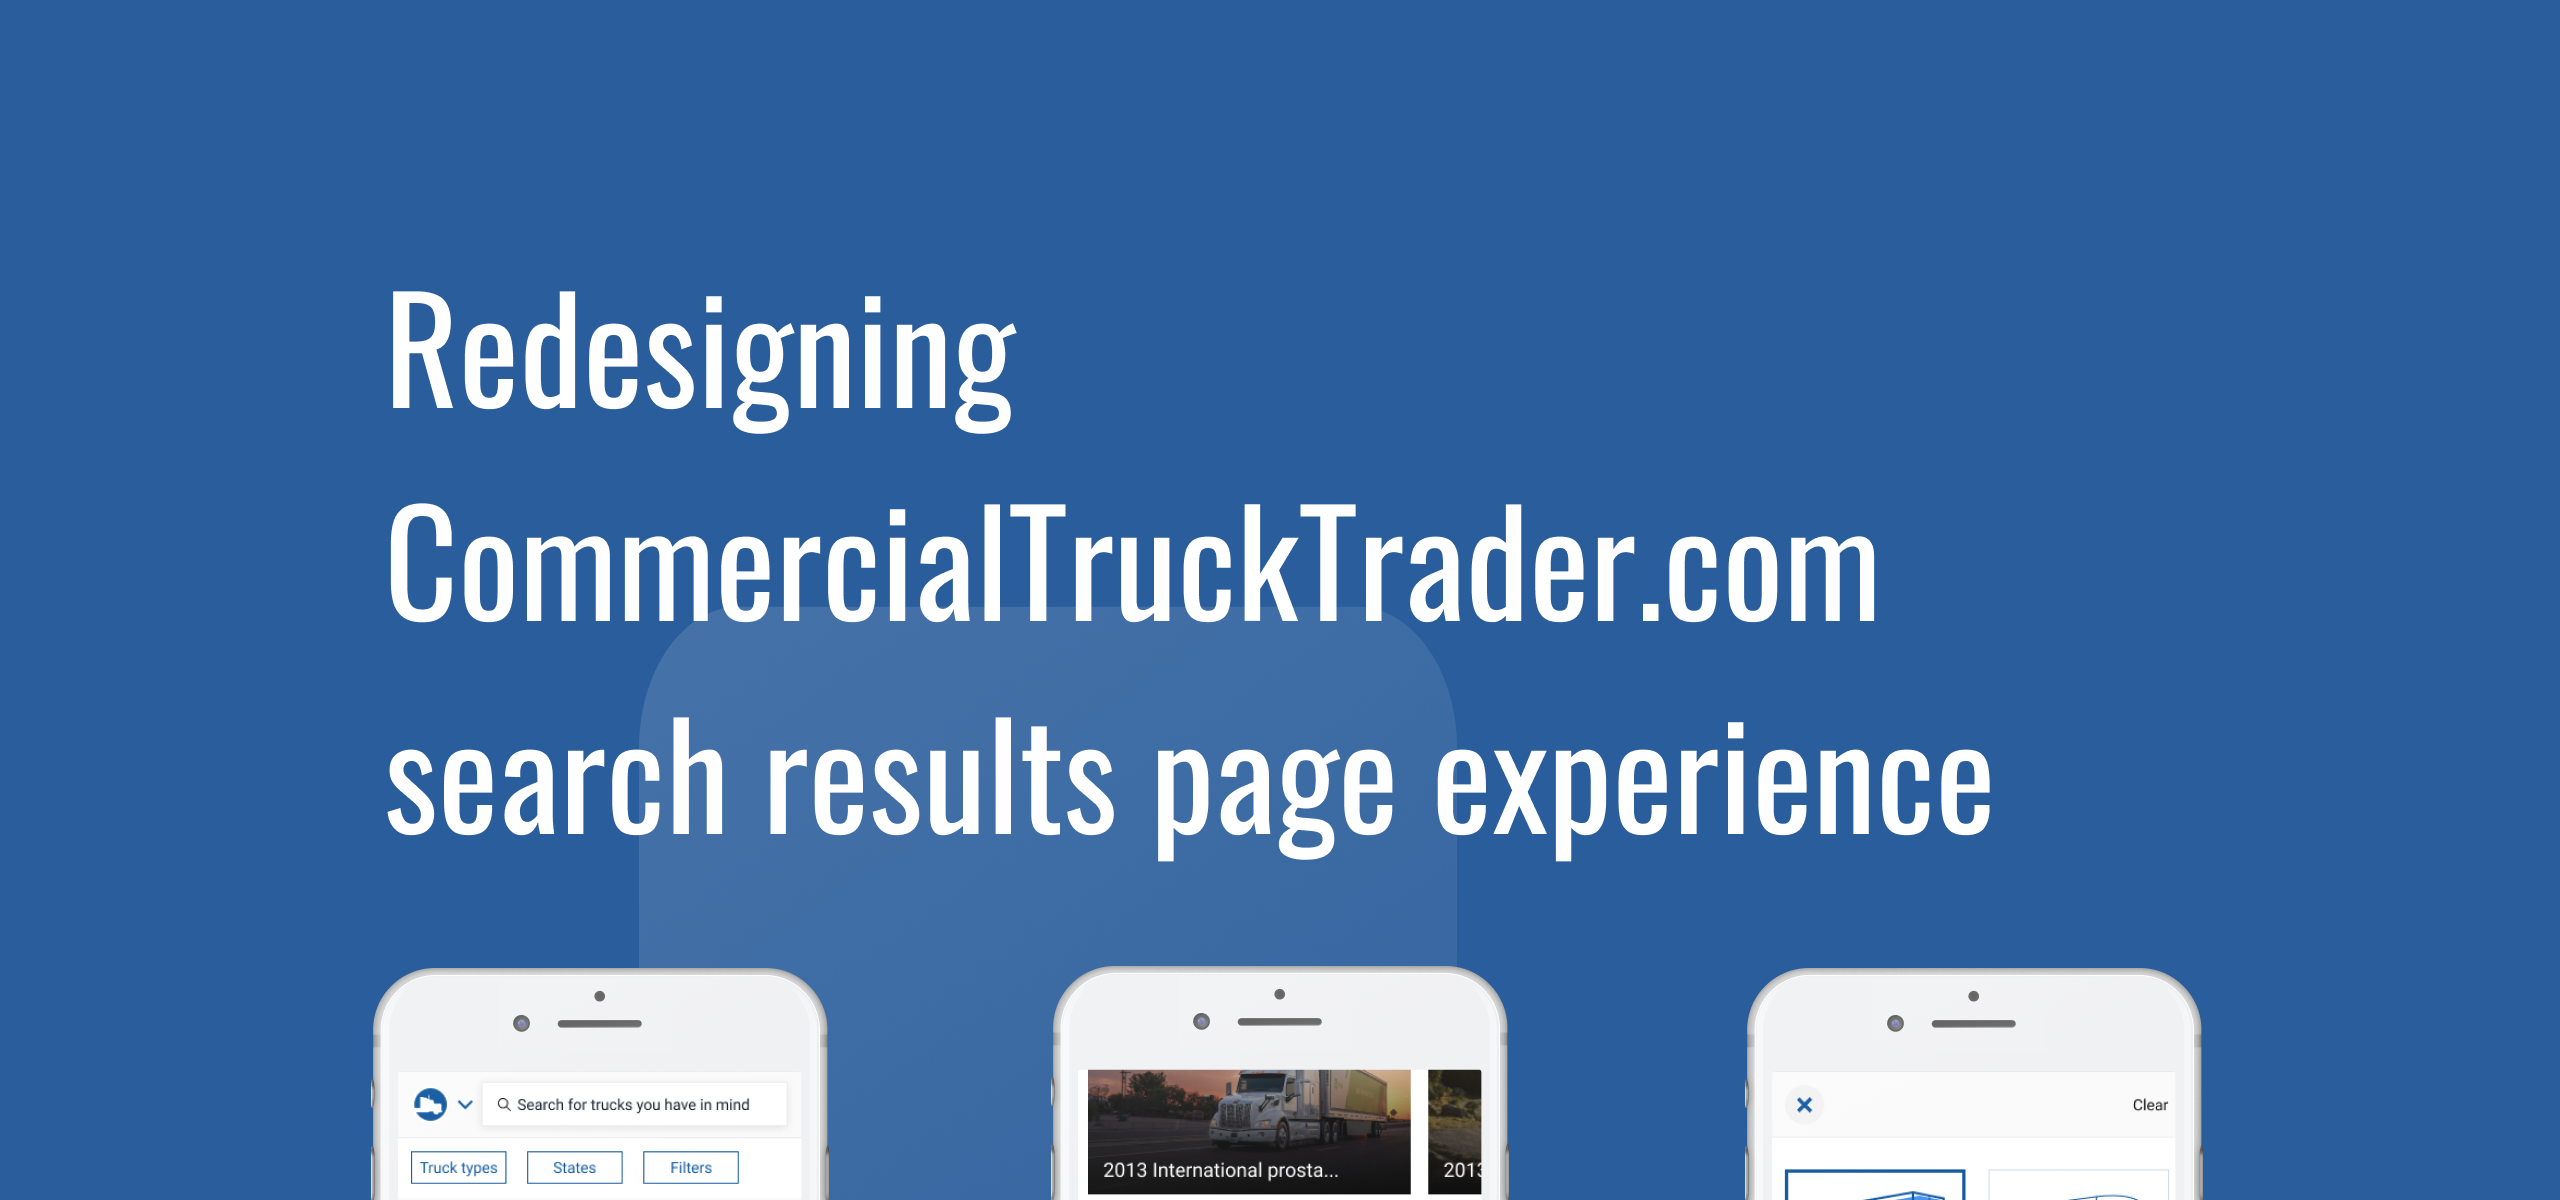 Redesigning
CommercialTruckTrader.com
search results page experience
Search for trucks you have in mind
Truck types States Filters
2013 International prosta...
2013
Clear